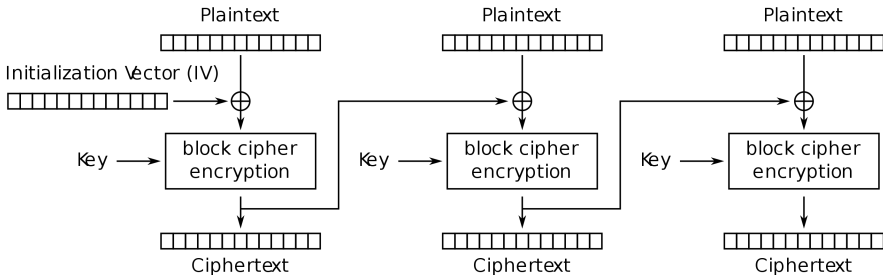 Plaintext
Plaintext
Plaintext
Initialization Vector (IV)
Key
block cipher
encryption
Key
block cipher
encryption
Key
block cipher
encryption
Ciphertext
Ciphertext
Ciphertext